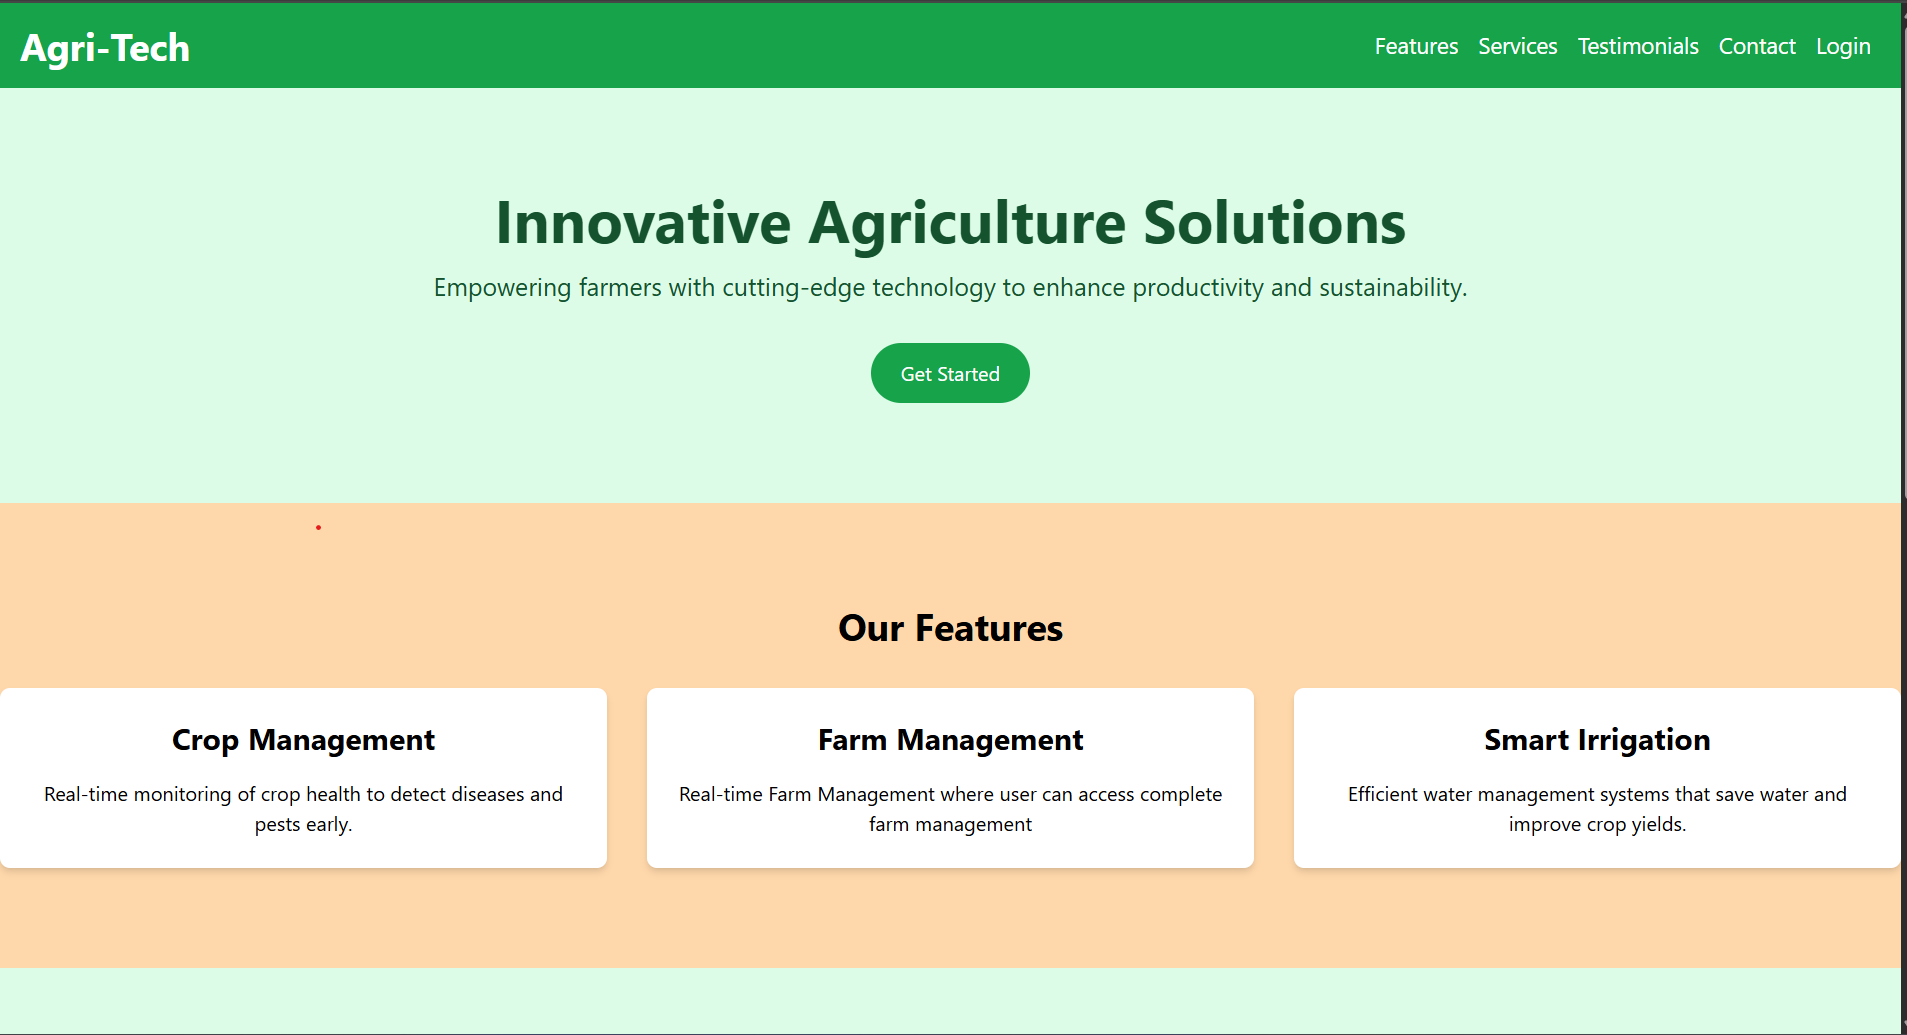 Agri-Tech
Features Services Testimonials Contact Login
Innovative Agriculture Solutions
Empowering farmers with cutting-edge technology to enhance productivity and sustainability.
Get Started
Our Features
Crop Management
Real-time monitoring of crop health to detect diseases and
pests early.
Farm Management
Real-time Farm Management where user can access complete
farm management
Smart Irrigation
Efficient water management systems that save water and
improve crop yields.